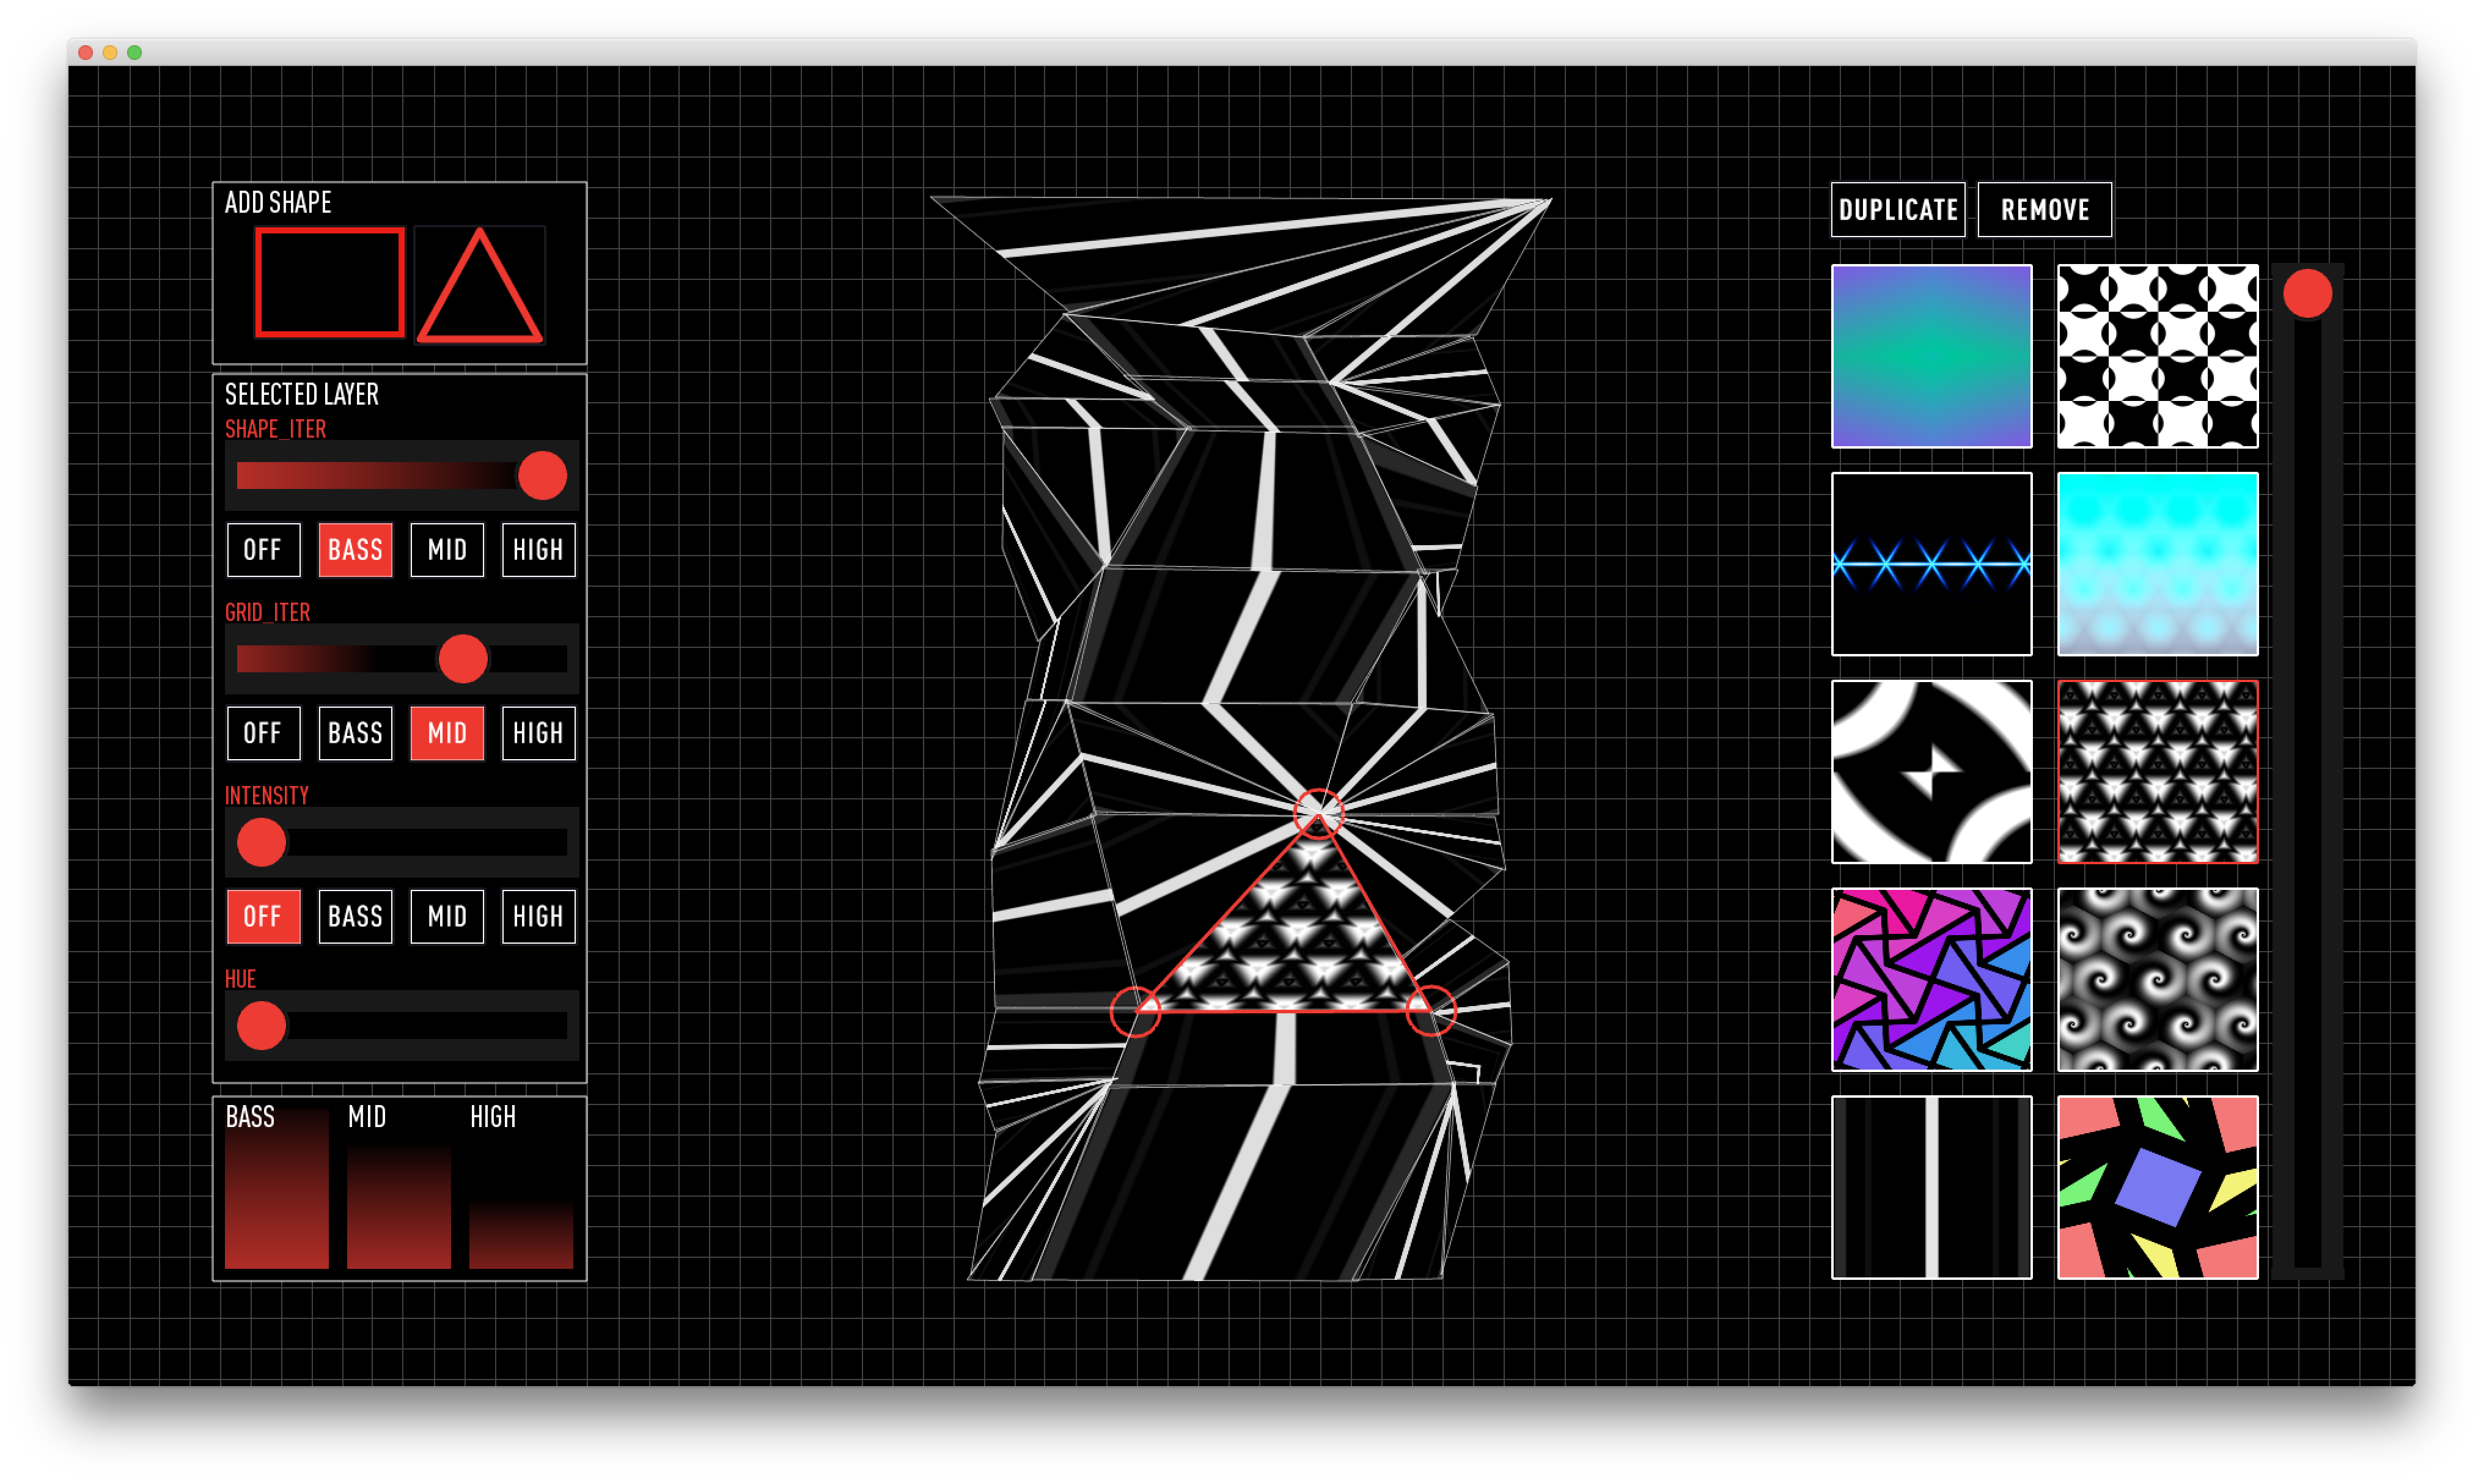 ADD SHAPE
SELECTED LAYER
SHAPE_ITER
OFF BASS MID HIGH
GRID_ITER
OFF BASS MID HIGH
INTENSITY
OFF BASS MID HIGH
HUE
BASS MID HIGH
DUPLICATE REMOVE